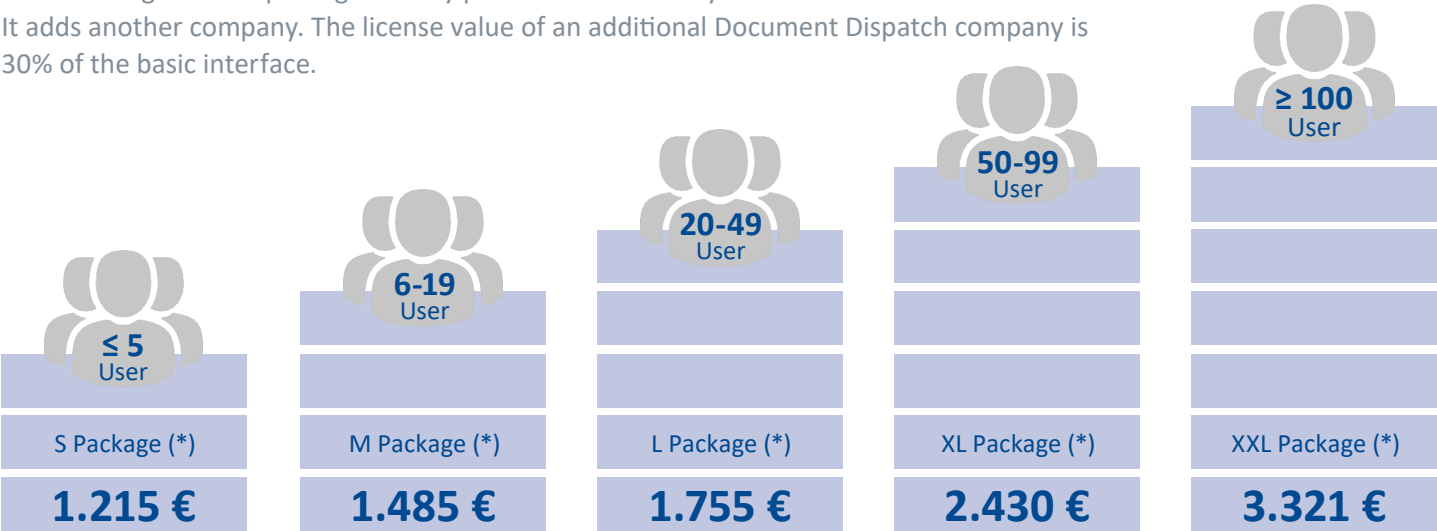 It adds another company. The license value of an additional Document Dispatch company is
30% of the basic interface.
≤ 5
User
6-19
User
20-49
User
50-99
User
≥ 100
User
S Package (*)
M Package (*)
L Package (*)
XL Package (*)
XXL Package (*)
1.215 €
1.485 €
1.755 €
2.430 €
3.321 €